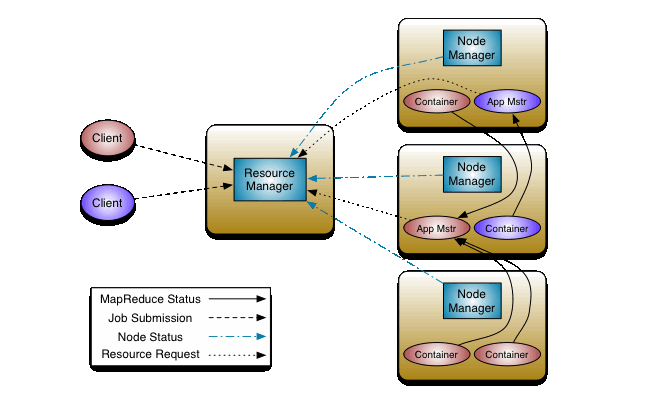 Node
Manager
Container
App Mstr
Client
Resource
Manager
Node
Manager
Client
App Mstr
Container
Node
Manager
MapReduce Status
Job Submission
Node Status
Resource Request
Container
Container